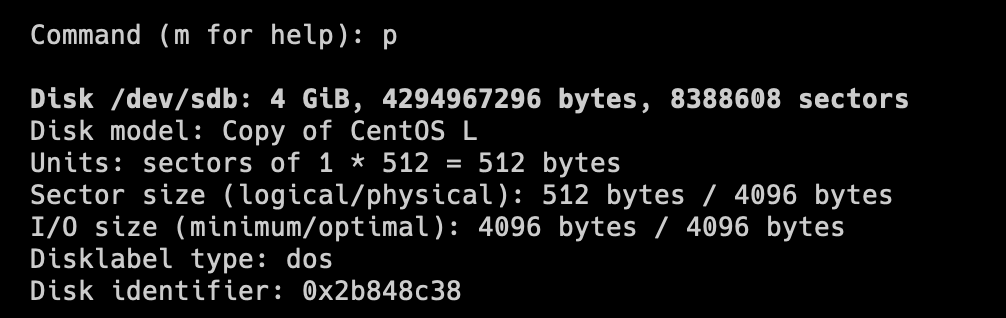 Command (m for help): p
Disk /dev/sdb: 4 GiB, 4294967296 bytes, 8388608 sectors
Disk model: Copy of CentOS L
Units: sectors of 1 * 512 = 512 bytes
Sector size (logical/physical): 512 bytes / 4096 bytes
I/O size (minimum/optimal): 4096 bytes / 4096 bytes
Disklabel type: dos
Disk identifier: 0x2b848c38